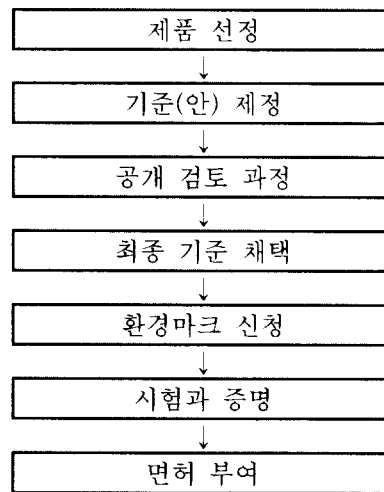 제품 선정
기준(안) 제정
공개 검토 과정
최종 기준 채택
환경마크 신청
시험과 증명
면허 부여